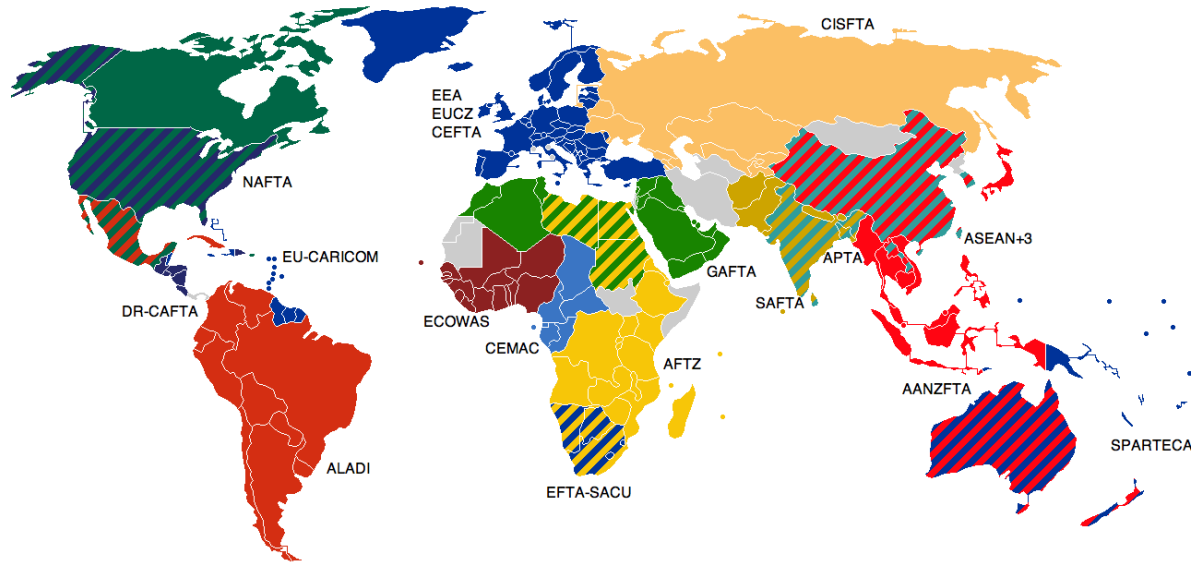 CISFTA
EEA
EUCZ
CEFTA
NAFTA
ASEAN+3
EU-CARICOM
APTA
GAFTA
SAFTA
DR-CAFTA
ECOWAS
CEMAC
AFTZ
AANZFTA
SPARTECA
ALADI
EFTA-SACU